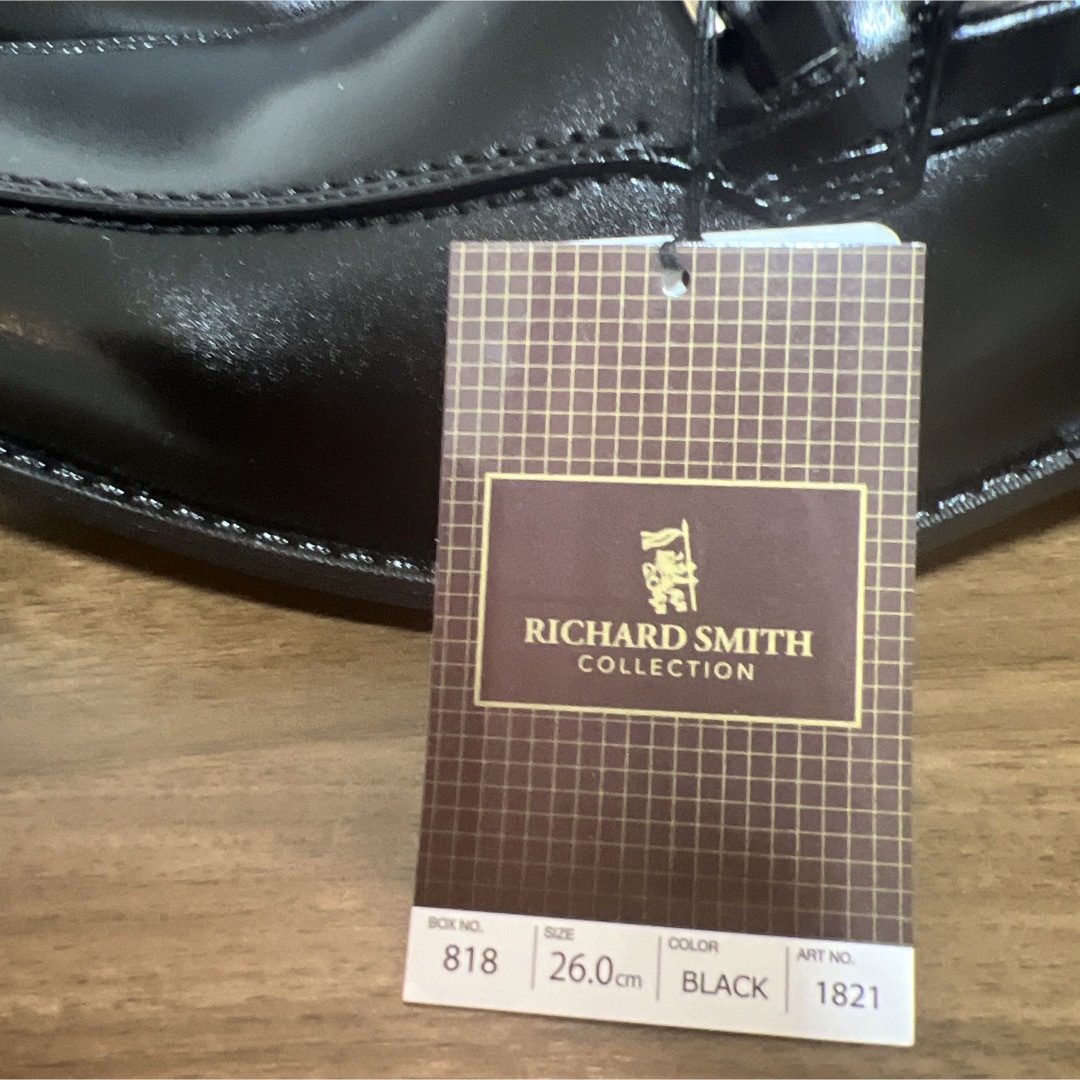 RICHARD SMITH
COLLECTION
BOX NO. SIZE COLOR ART NO.
818 26.0cm BLACK 1821